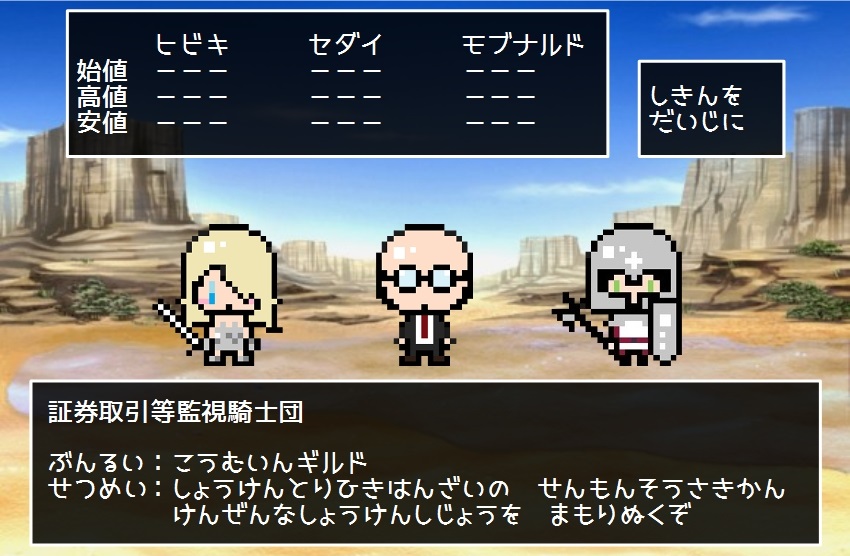 ヒビキ セダイ モブナルド
始値 ーーー ーーー ーーー
高値 ーーー ーーー ーーー
安値 ーーー ーーー ーーー
しきんを
だいじに
証券取引等監視騎士団
ぶんるい：こうむいんギルド
せつめい：しょうけんとりひきはんざいの　せんもんそうさきかん
けんぜんなしょうけんしじょうを　まもりぬくぞ